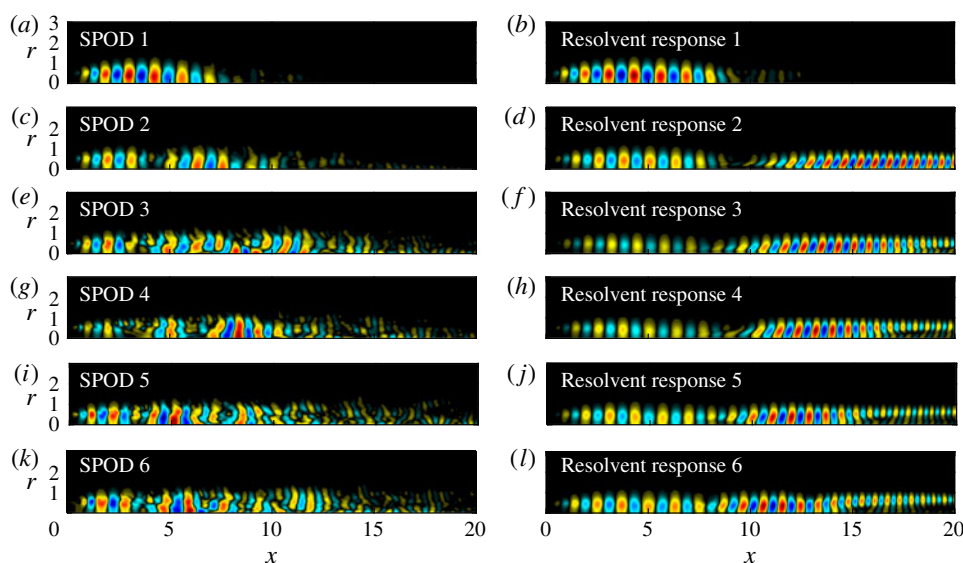 (a) 3 2 r 1 0 SPOD 1
(b) Resolvent response 1
(c) 2 r 1 0 SPOD 2
(d) Resolvent response 2
(e) 2 r 1 0 SPOD 3
(f) Resolvent response 3
(g) 2 r 1 0 SPOD 4
(h) Resolvent response 4
(i) 2 r 1 0 SPOD 5
(j) Resolvent response 5
(k) 2 r 1 SPOD 6
(l) Resolvent response 6
0 5 10 15 20
0 5 10 15 20
x
x